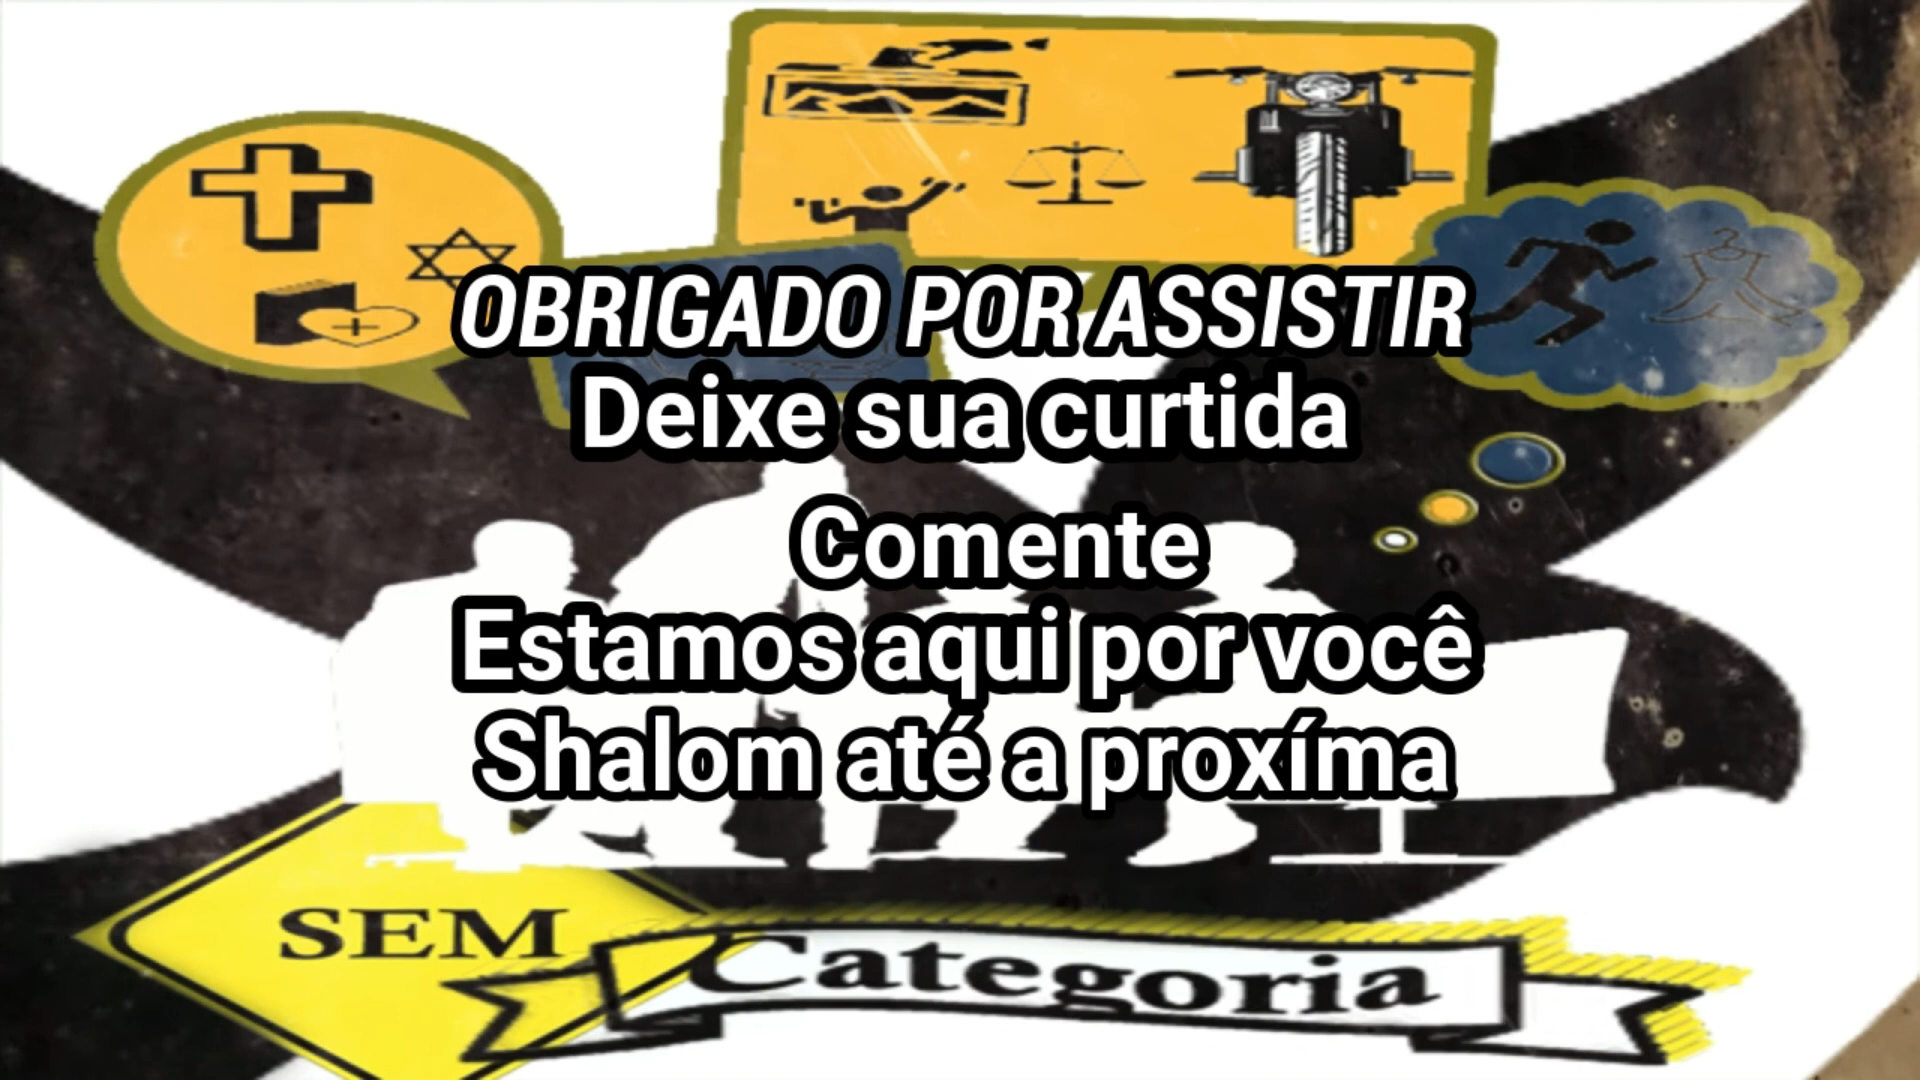 OBRIGADO POR ASSISTIR
Deixe sua curtida
Comente
Estamos aqui por você
Shalom até a proxíma
SEM
Categoria